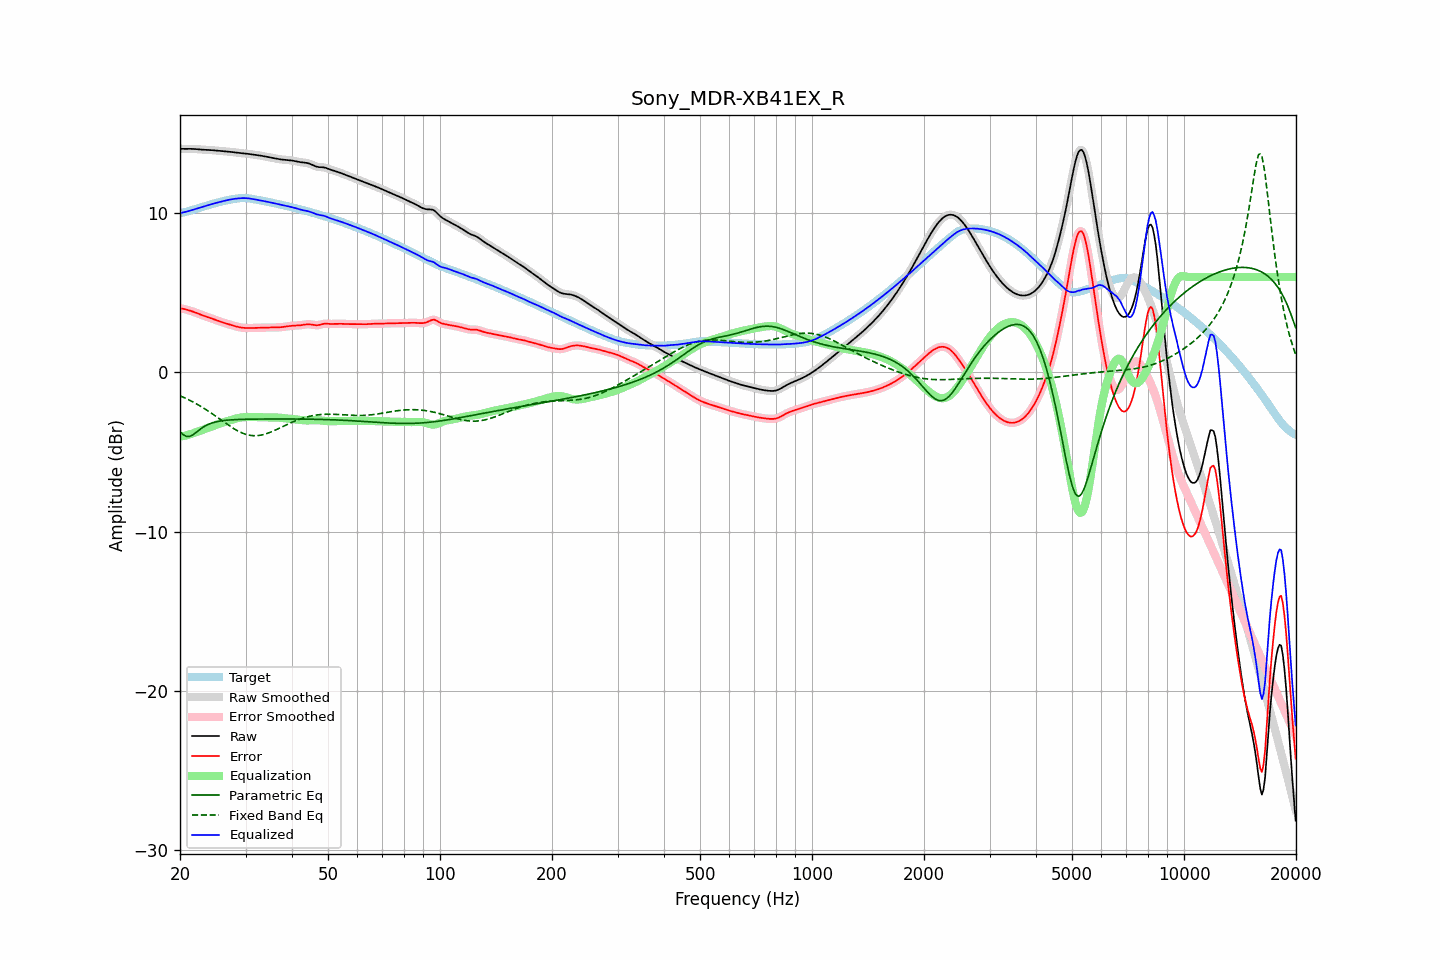 Sony_MDR-XB41EX_R
Amplitude (dBr)
10
0
−10
−20
−30
Target
Raw Smoothed
Error Smoothed
Raw
Error
Equalization
Parametric Eq
Fixed Band Eq
Equalized
20 50 100 200 500 1000 2000 5000 10000 20000
Frequency (Hz)